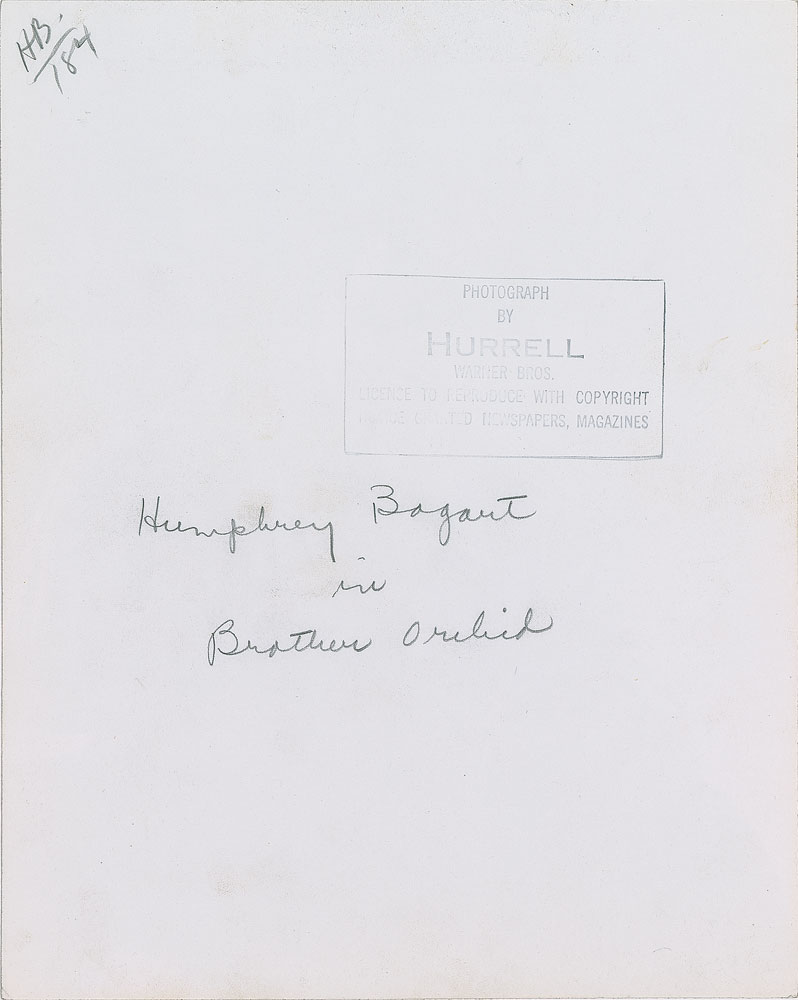 HB.
184
PHOTOGRAPH
BY
HURRELL
WARNER BROS.
LICENSE TO REPRODUCE WITH COPYRIGHT
NEWSPAPERS, MAGAZINES
Humphrey Bogart
in
Brother Orchid